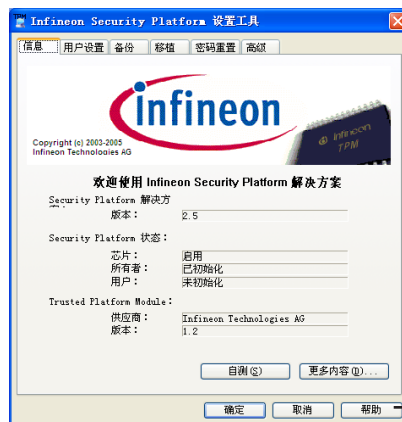 Infineon Security Platform 设置工具
信息 用户设置 备份 移植 密码重置 高级
Infineon
Copyright (c) 2003-2005
Infineon Technologies AG
Infineon
TPM
欢迎使用 Infineon Security Platform 解决方案
Security Platform 解决方
版本： 2.5
Security Platform 状态：
芯片： 启用
所有者： 已初始化
用户： 未初始化
Trusted Platform Module：
供应商： Infineon Technologies AG
版本： 1.2
自测(S) 更多内容(D)...
确定 取消 帮助